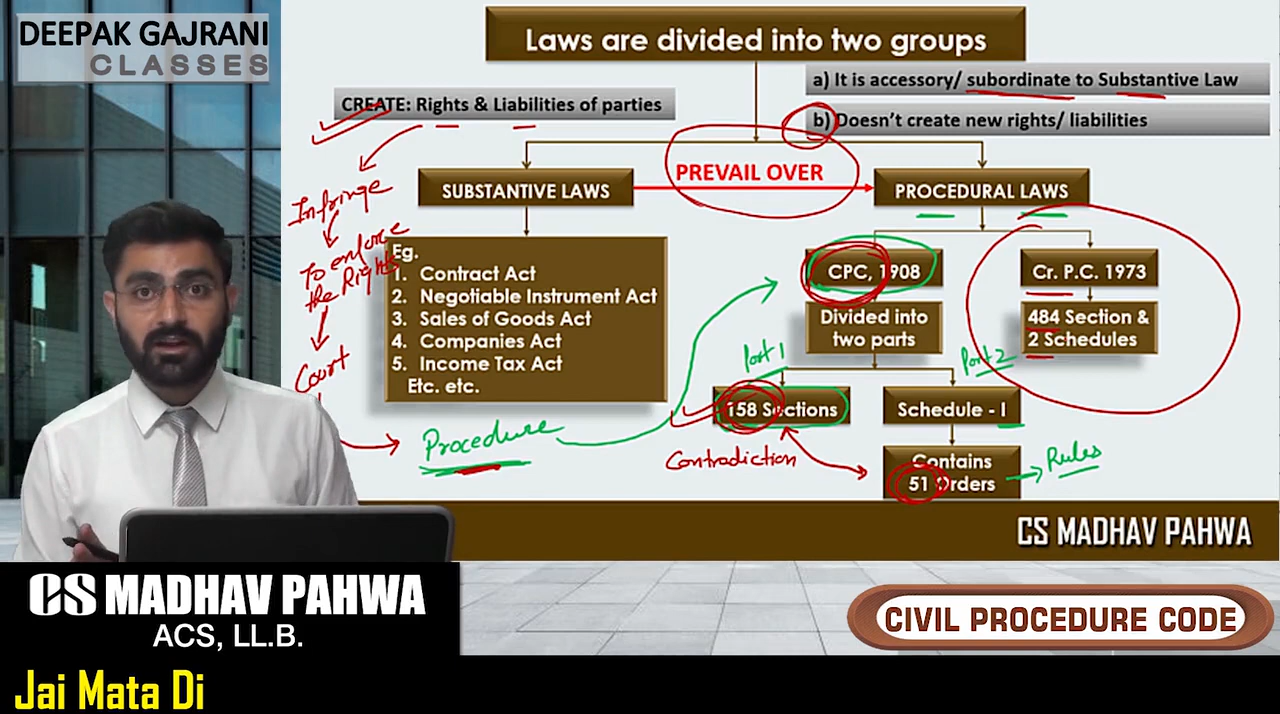 DEEPAK GAJRANI
CLASSES
Laws are divided into two groups
a) It is accessory/ subordinate to Substantive Law
b) Doesn't create new rights/ liabilities
CREATE: Rights & Liabilities of parties
PREVAIL OVER
SUBSTANTIVE LAWS
PROCEDURAL LAWS
Infringe
To enforce
the Rights
Court
Procedure
Eg.
1. Contract Act
2. Negotiable Instrument Act
3. Sales of Goods Act
4. Companies Act
5. Income Tax Act
Etc. etc.
CPC, 1908
Divided into
two parts
Cr. P.C. 1973
484 Section &
2 Schedules
Part 1
Part 2
158 Sections
Schedule - I
Contradiction
Contains
51 Orders
Rules
CS MADHAV PAHWA
CS MADHAV PAHWA
ACS, LL.B.
CIVIL PROCEDURE CODE
Jai Mata Di